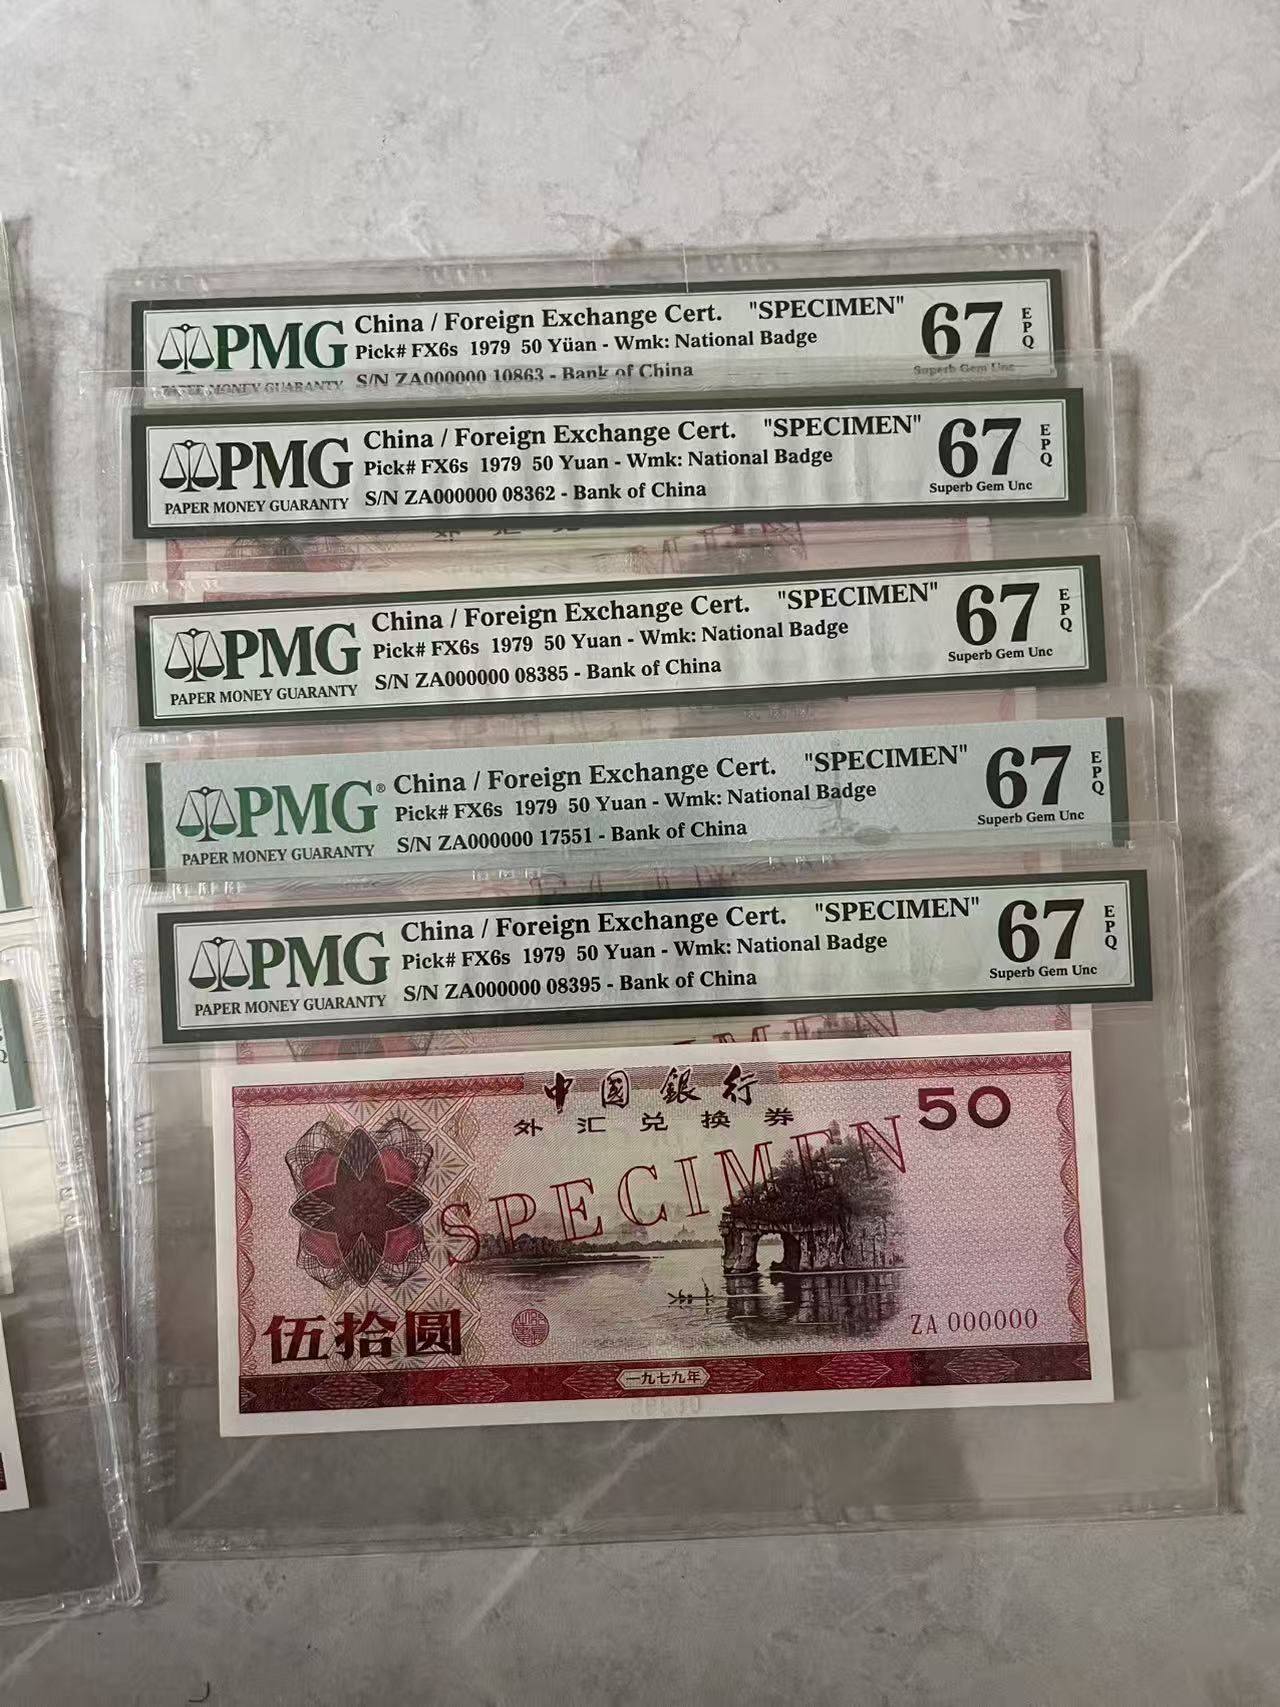 China / Foreign Exchange Cert. "SPECIMEN"
PMG
Pick# FX6s 1979 50 Yüan - Wmk: National Badge
67
EPQ
PAPER MONEY GUARANTY
S/N ZA000000 10863 - Bank of China
Superb Gem Unc
China / Foreign Exchange Cert. "SPECIMEN"
PMG
Pick# FX6s 1979 50 Yuan - Wmk: National Badge
67
EPQ
PAPER MONEY GUARANTY
S/N ZA000000 08362 - Bank of China
Superb Gem Unc
China / Foreign Exchange Cert. "SPECIMEN"
PMG
Pick# FX6s 1979 50 Yuan - Wmk: National Badge
67
EPQ
PAPER MONEY GUARANTY
S/N ZA000000 08385 - Bank of China
Superb Gem Unc
China / Foreign Exchange Cert. "SPECIMEN"
PMG®
Pick# FX6s 1979 50 Yuan - Wmk: National Badge
67
EPQ
PAPER MONEY GUARANTY
S/N ZA000000 17551 - Bank of China
Superb Gem Unc
China / Foreign Exchange Cert. "SPECIMEN"
PMG
Pick# FX6s 1979 50 Yuan - Wmk: National Badge
67
EPQ
PAPER MONEY GUARANTY
S/N ZA000000 08395 - Bank of China
Superb Gem Unc
中國銀行
50
外汇兑换券
SPECIMEN
伍拾圆
ZA 000000
一九七九年